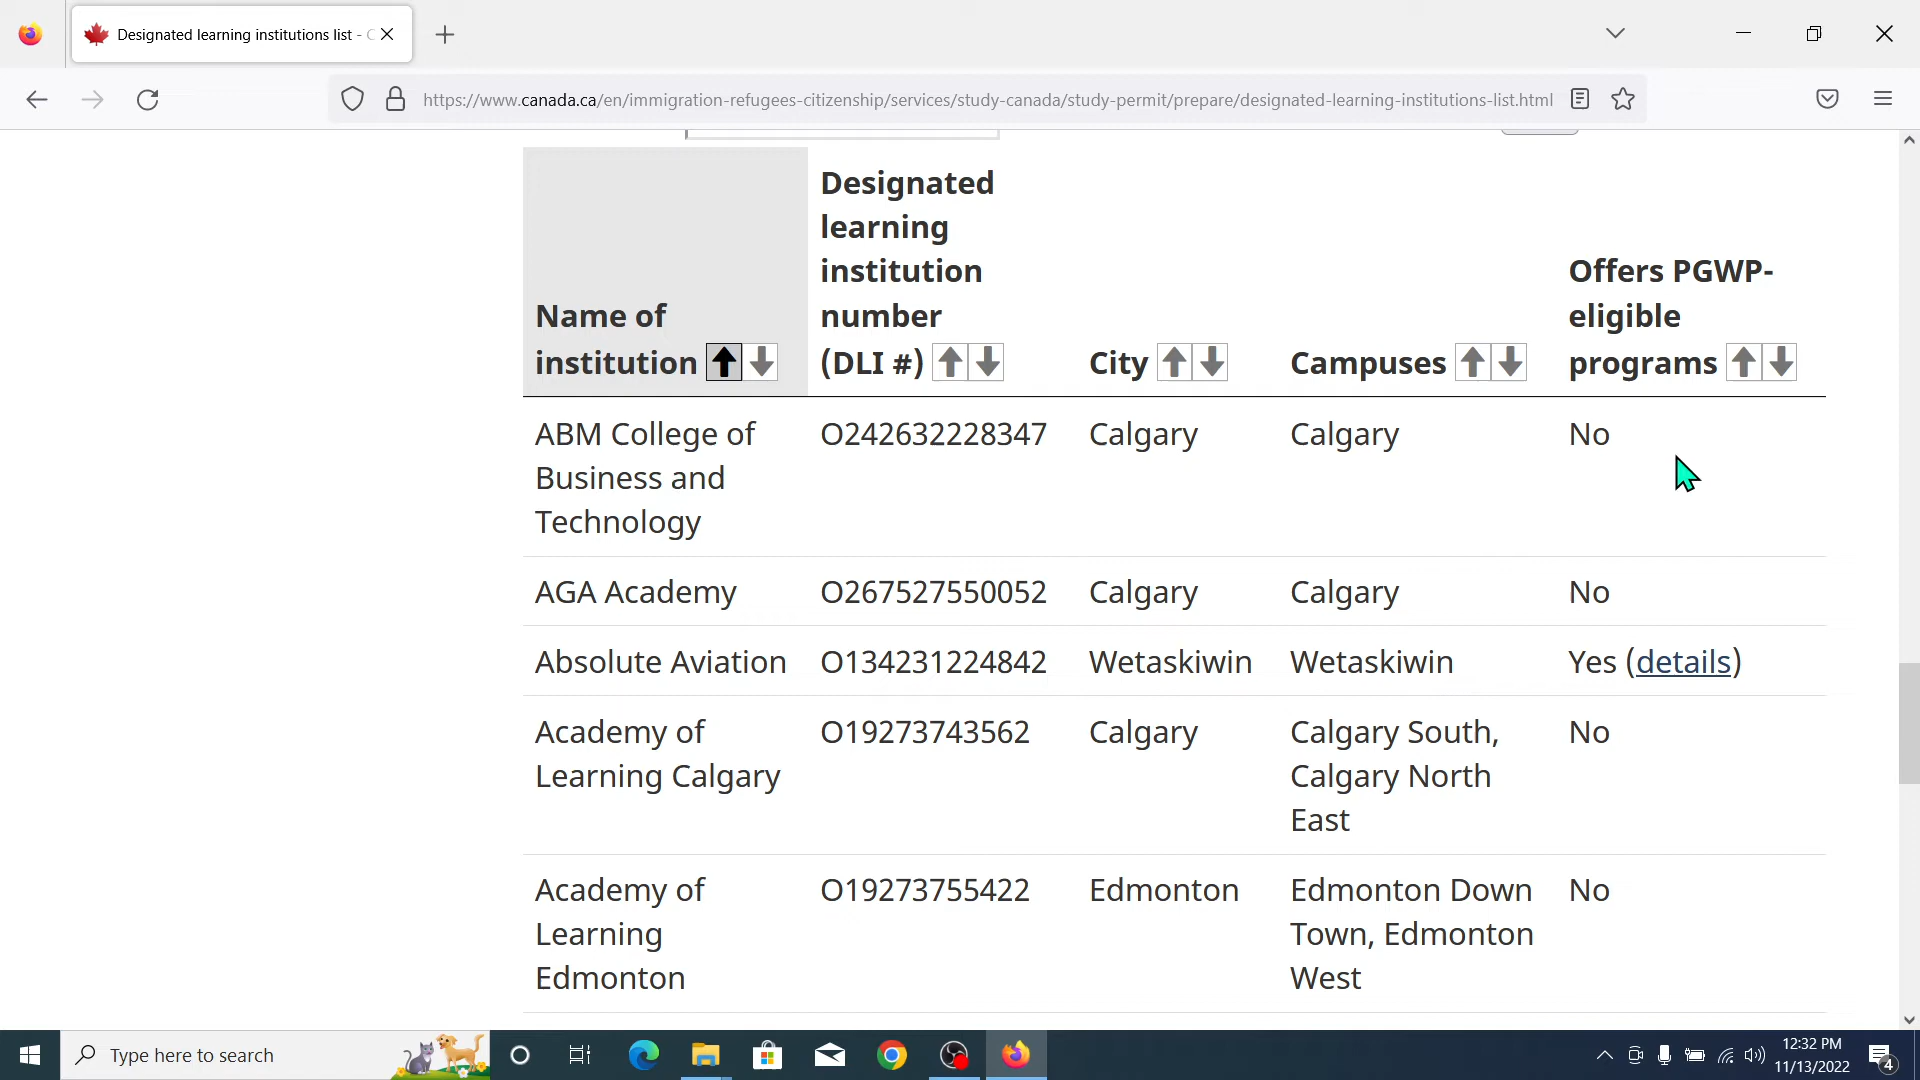 Designated learning institutions list - C
https://www.canada.ca/en/immigration-refugees-citizenship/services/study-canada/study-permit/prepare/designated-learning-institutions-list.html
Name of
institution
Designated
learning
institution
number
(DLI #)
City
Campuses
Offers PGWP-
eligible
programs
ABM College of
Business and
Technology
O242632228347
Calgary
Calgary
No
AGA Academy
O267527550052
Calgary
Calgary
No
Absolute Aviation
O134231224842
Wetaskiwin
Wetaskiwin
Yes (details)
Academy of
Learning Calgary
O19273743562
Calgary
Calgary South,
Calgary North
East
No
Academy of
Learning
Edmonton
O19273755422
Edmonton
Edmonton Down
Town, Edmonton
West
No
Type here to search
12:32 PM
11/13/2022
4